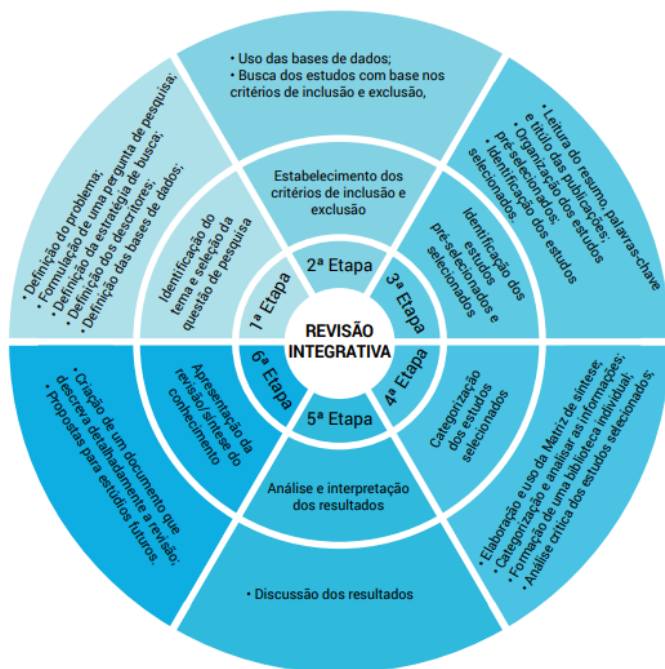 REVISÃO
INTEGRATIVA
1ª Etapa
Identificação do
tema e seleção da
questão de pesquisa
• Definição do problema;
• Formulação de uma pergunta de pesquisa;
• Definição da estratégia de busca;
• Definição dos descritores;
• Definição das bases de dados;
2ª Etapa
Estabelecimento dos
critérios de inclusão e
exclusão
• Uso das bases de dados;
• Busca dos estudos com base nos
critérios de inclusão e exclusão,
3ª Etapa
Identificação dos
estudos
pré-selecionados e
selecionados
• Leitura do resumo, palavras-chave
e titúlo das publicações;
• Organização dos estudos
pré-selecionados;
• Identificação dos estudos
selecionados.
4ª Etapa
Categorização
dos estudos
selecionados
• Elaboração e uso da Matriz de síntese;
• Categorização e analisar as informações;
• Formação de uma biblioteca individual;
• Análise crítica dos estudos selecionados;
5ª Etapa
Análise e interpretação
dos resultados
• Discussão dos resultados
6ª Etapa
Apresentação da
revisão/síntese do
conhecimento
• Criação de um documento que
descreva detalhadamente a revisão;
• Propostas para estúdios futuros.